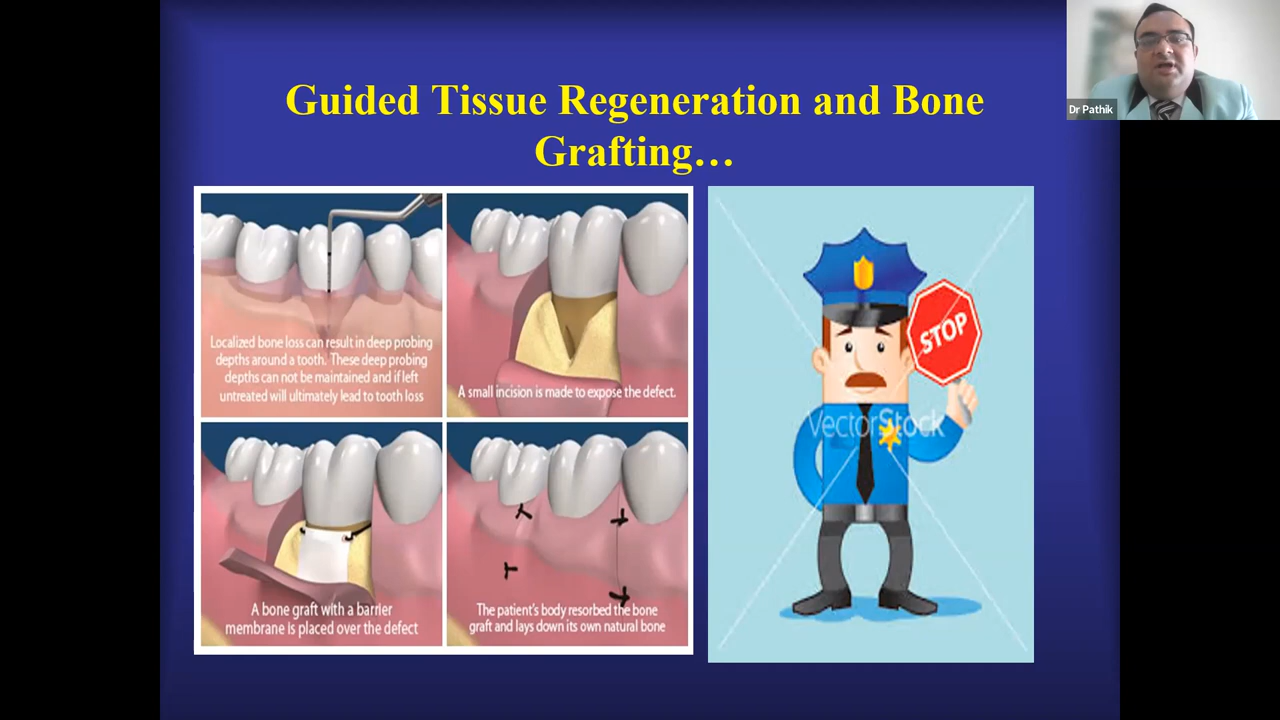 Guided Tissue Regeneration and Bone
Grafting…
Dr Pathik
Localized bone loss can result in deep probing
depths around a tooth. These deep probing
depths can not be maintained and if left
untreated will ultimately lead to tooth loss
A small incision is made to expose the defect.
A bone graft with a barrier
membrane is placed over the defect
The patient's body resorbed the bone
graft and lays down its own natural bone
STOP
VectorStock